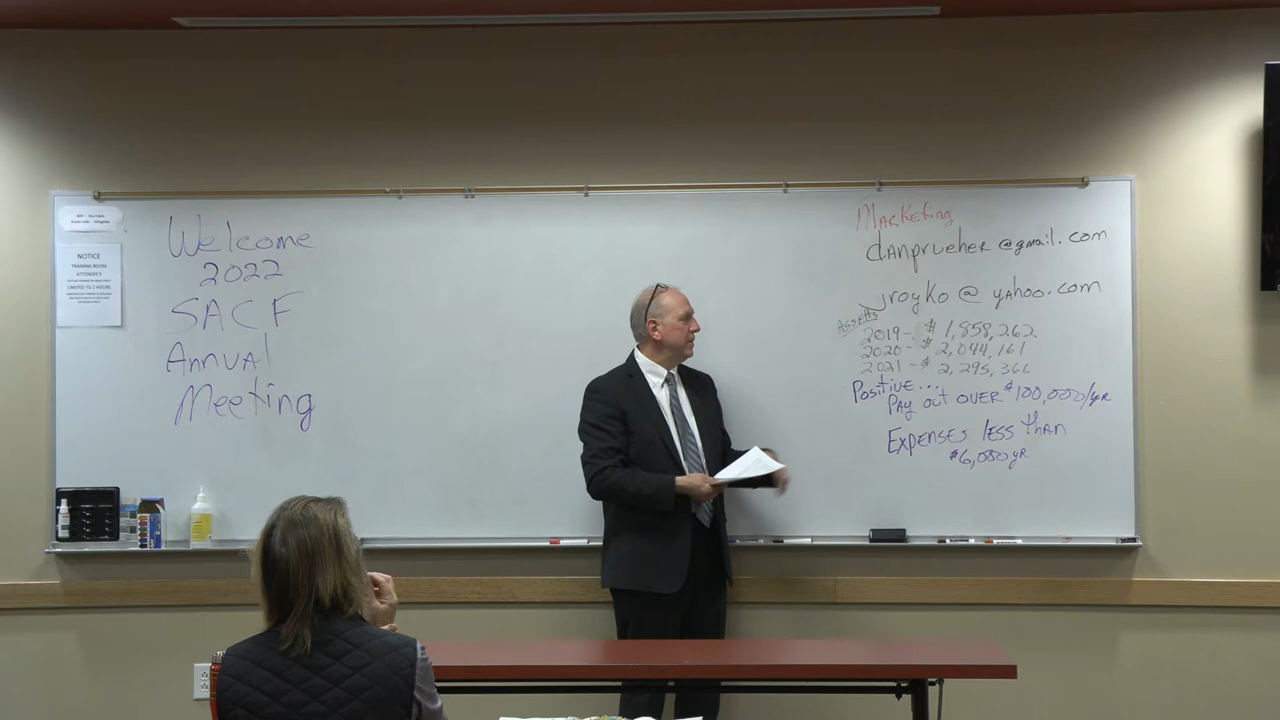 Welcome
2022
SACF
Annual
Meeting
NOTICE
TRAINING ROOM
ATTENDEE'S
LIMITED TO 2 HOURS
Marketing
danprueher @gmail.com
jroyko @ yahoo.com
Assets
2019 - $ 1,858,262
2020 - $ 2,044,161
2021 - $ 2,295,366
Positive...
Pay out over $100,000/yr
Expenses less than
$6,000 yr